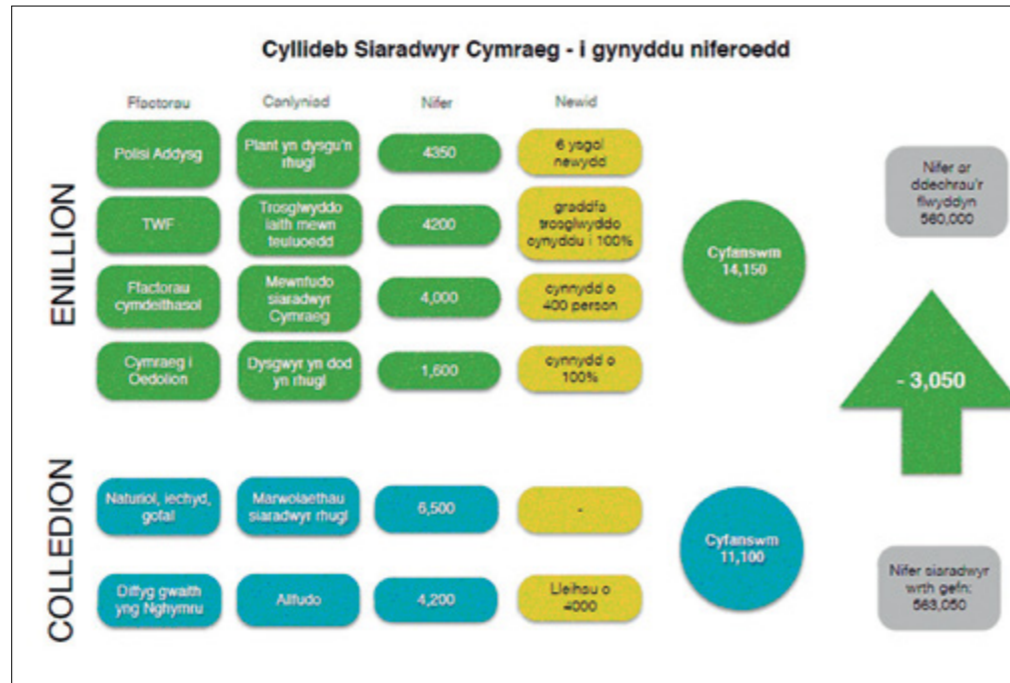 Cyllideb Siaradwyr Cymraeg - i gynyddu niferoedd
Ffactorau
Canlyniad
Nifer
Newid
ENILLION
Polisi Addysg
Plant yn dysgu'n
rhugl
4350
6 ysgol
newydd
TWF
Trosglwyddo
iaith mewn
teuluoedd
4200
graddfa
trosglwyddo
cynyddu i 100%
Ffactorau
cymdeithasol
Mewnfudo
siaradwyr
Cymraeg
4,000
cynnydd o
400 person
Cymraeg i
Oedolion
Dysgwyr yn dod
yn rhugl
1,600
cynnydd o
100%
Cyfanswm
14,150
Nifer ar
ddechrau'r
flwyddyn
560,000
- 3,050
COLLEDION
Naturiol, iechyd,
gofal
Marwolaethau
siaradwyr rhugl
6,500
-
Diffyg gwaith
yng Nghymru
Allfudo
4,200
Lleihau o
4000
Cyfanswm
11,100
Nifer siaradwyr
wrth gefn:
563,050